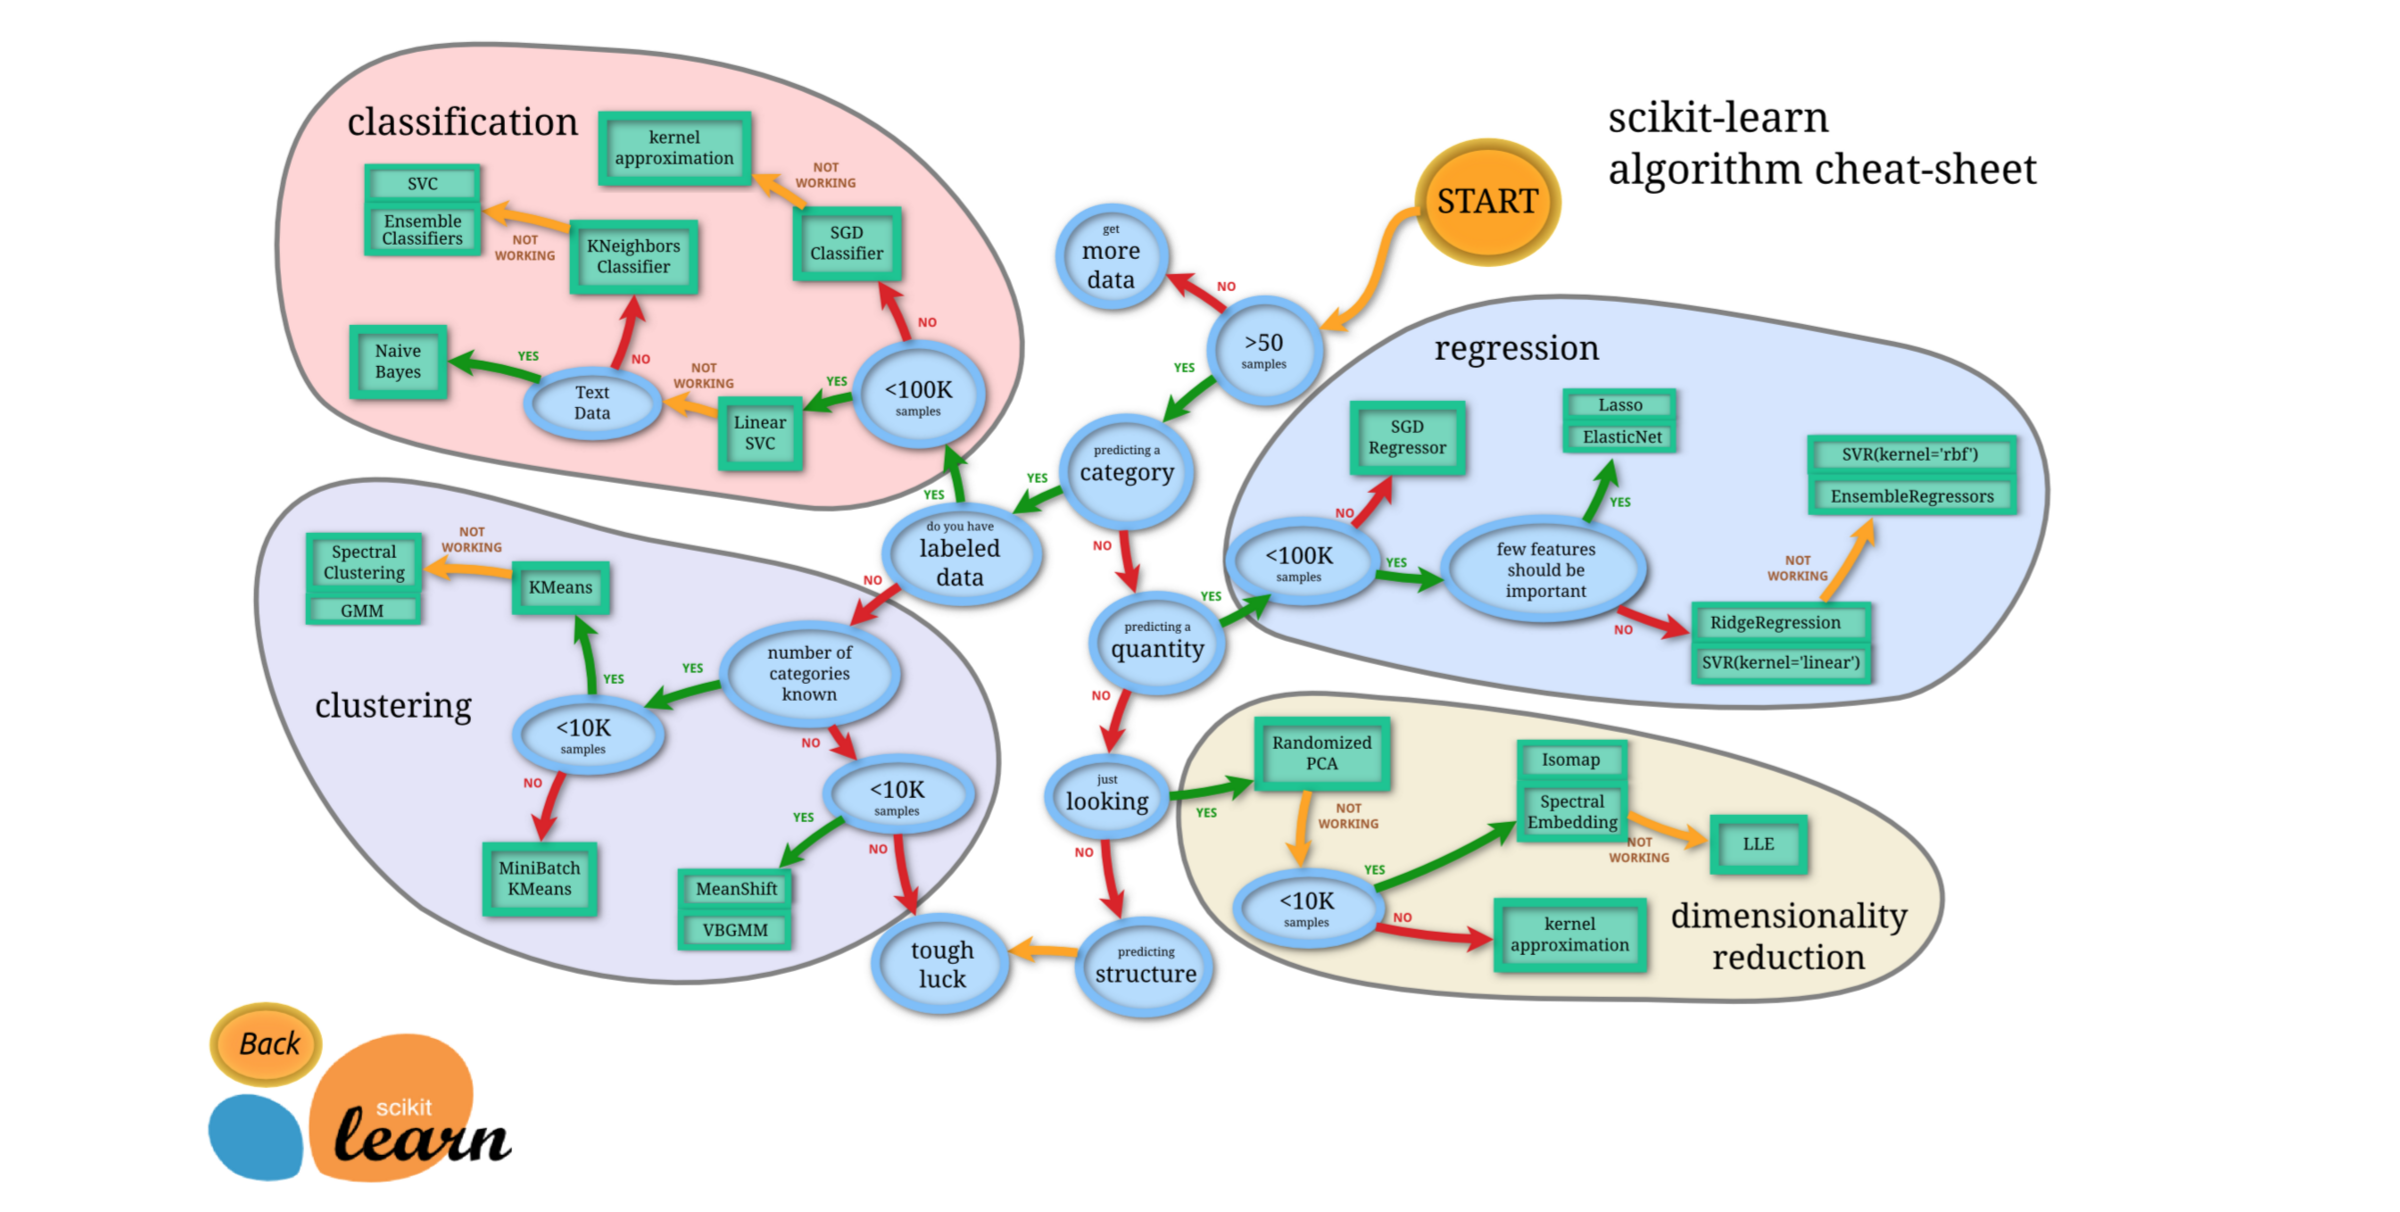 scikit-learn
algorithm cheat-sheet
START
get
more
data
NO
>50
samples
YES
predicting a
category
YES
NO
do you have
labeled
data
YES
NO
predicting a
quantity
YES
NO
just
looking
YES
NO
predicting
structure
tough
luck
classification
kernel
approximation
NOT
WORKING
SGD
Classifier
NO
<100K
samples
YES
Linear
SVC
NOT
WORKING
Text
Data
YES
Naive
Bayes
NO
KNeighbors
Classifier
NOT
WORKING
SVC
Ensemble
Classifiers
regression
<100K
samples
NO
SGD
Regressor
YES
few features
should be
important
YES
Lasso
ElasticNet
NO
RidgeRegression
SVR(kernel='linear')
NOT
WORKING
SVR(kernel='rbf')
EnsembleRegressors
clustering
number of
categories
known
YES
<10K
samples
YES
KMeans
NOT
WORKING
Spectral
Clustering
GMM
NO
MiniBatch
KMeans
NO
<10K
samples
YES
MeanShift
VBGMM
NO
dimensionality
reduction
Randomized
PCA
NOT
WORKING
<10K
samples
YES
Isomap
Spectral
Embedding
NOT
WORKING
LLE
NO
kernel
approximation
Back
scikit
learn